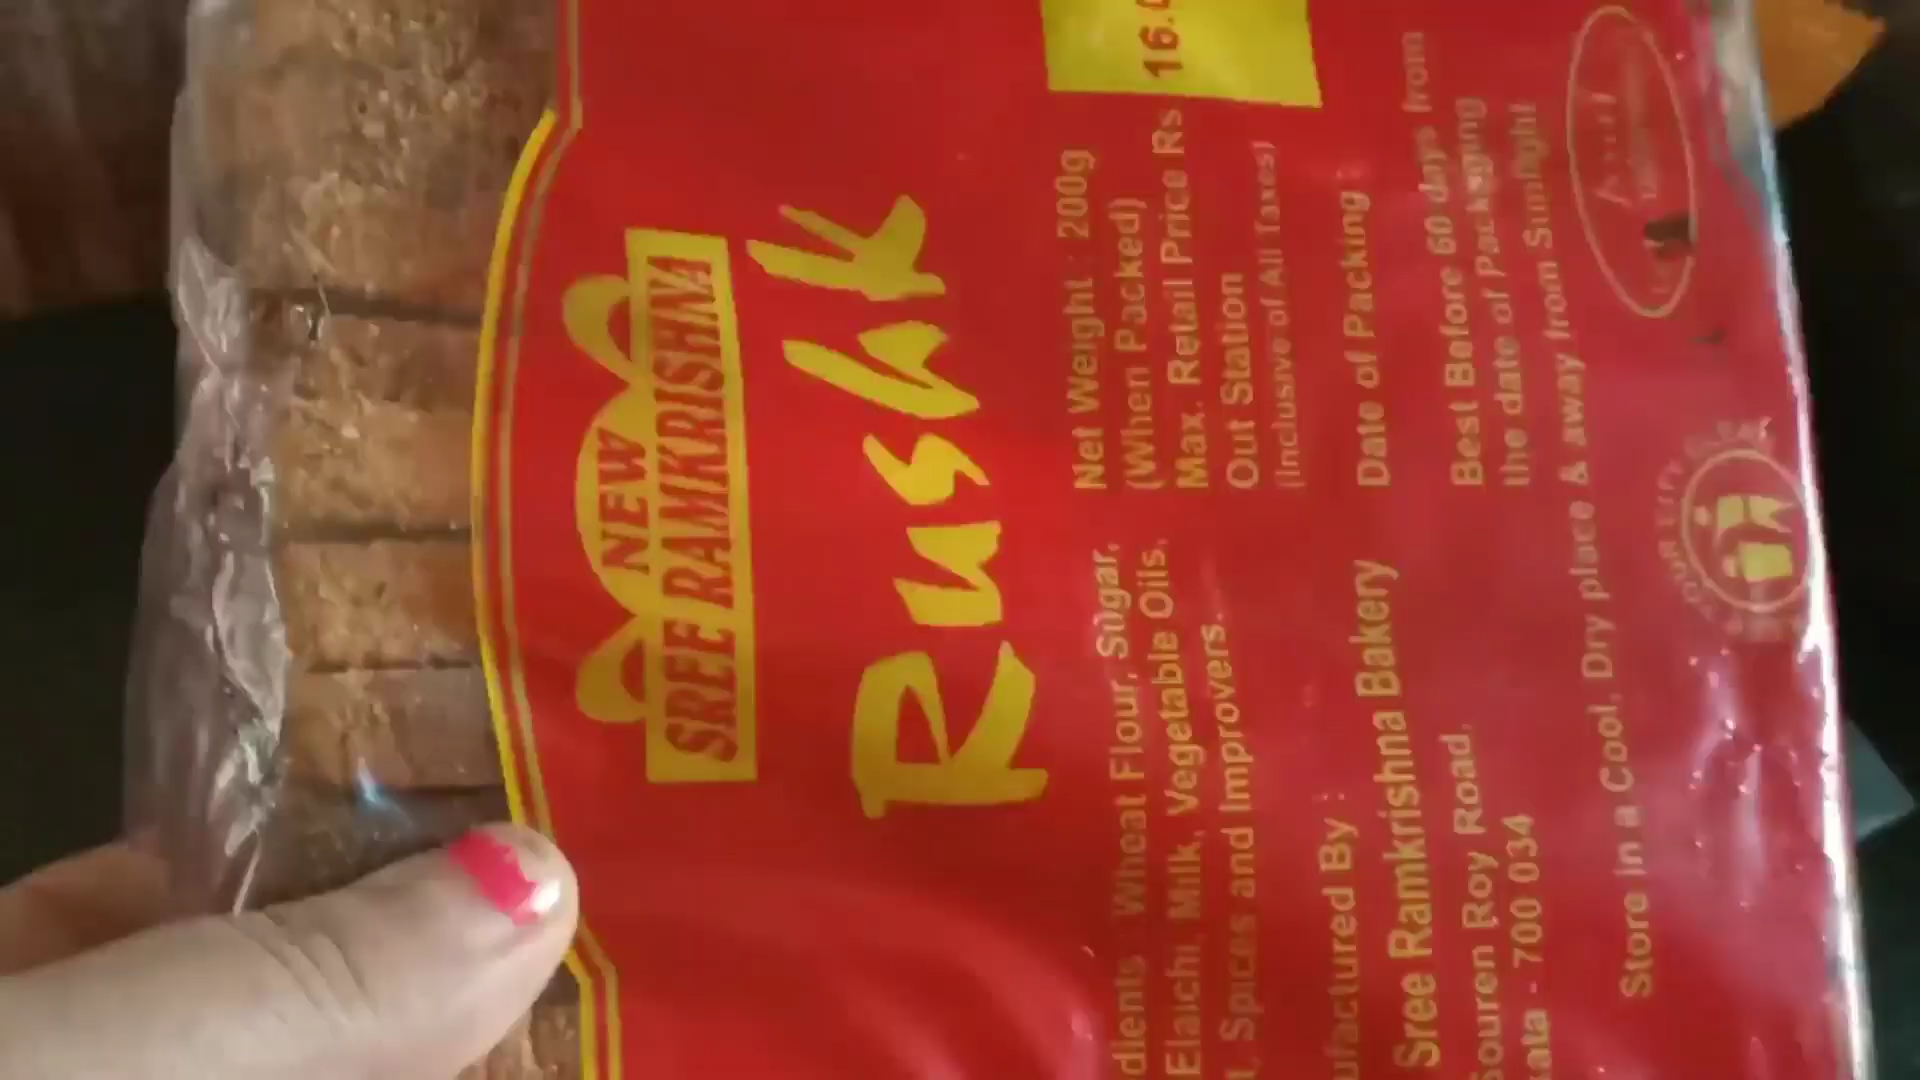 NEW
SREE RAMKRISHNA
Rusk
dients Wheat Flour, Sugar,
Elaichi, Milk, Vegetable Oils,
t, Spices and Improvers.
ufactured By :
Sree Ramkrishna Bakery
Souren Roy Road,
kata - 700 034
Net Weight : 200g
(When Packed)
Max. Retail Price Rs
16.
Out Station
(Inclusive of All Taxes)
Date of Packing :
Best Before 60 days from
the date of Packaging
Store in a Cool, Dry place & away from Sunlight